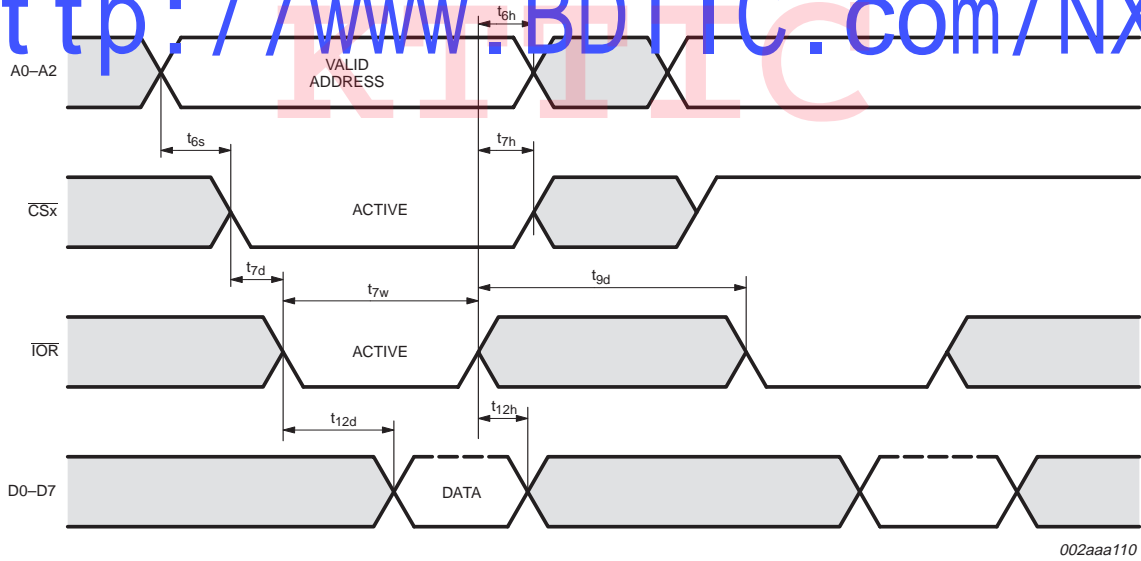 ttp://www.BDTIC.com/NX
KTTIC
t6h
A0–A2
VALID
ADDRESS
t6s
t7h
CSx
ACTIVE
t7d
t7w
t9d
IOR
ACTIVE
t12d
t12h
D0–D7
DATA
002aaa110